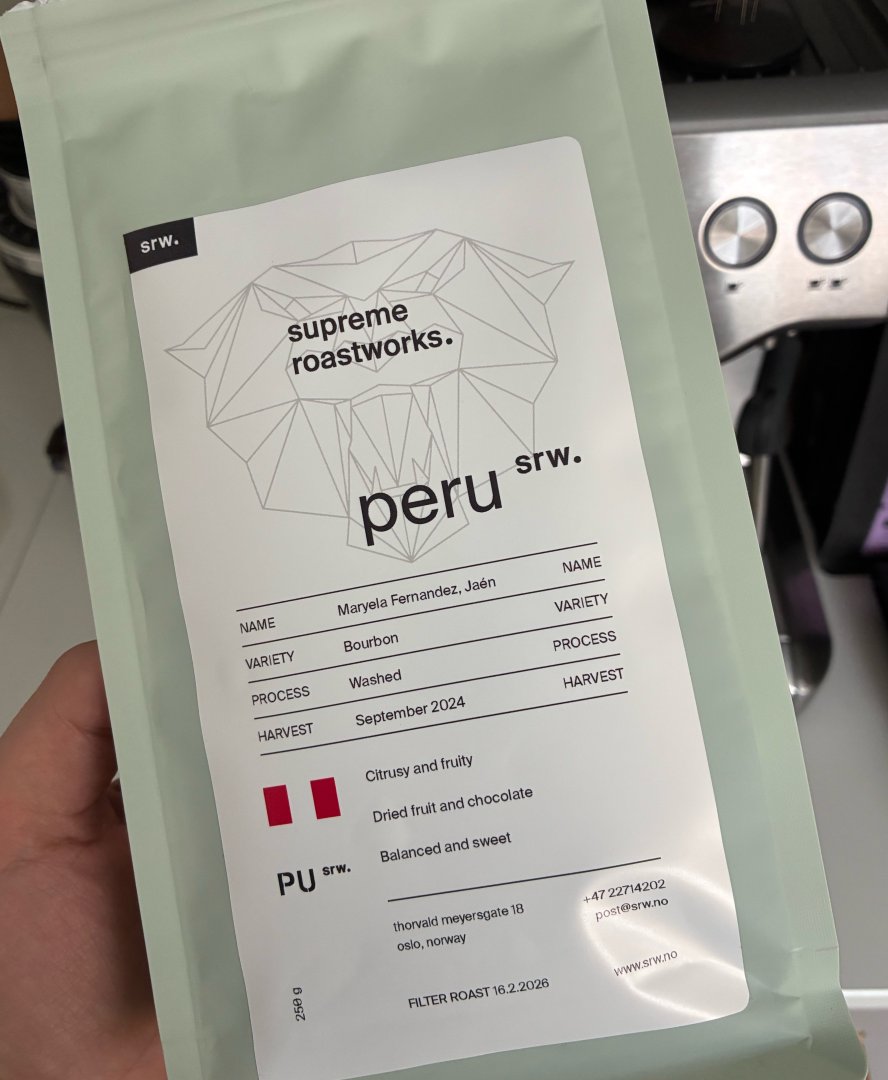 srw.
supreme
roastworks.
peru srw.
NAME Maryela Fernandez, Jaén NAME
VARIETY Bourbon VARIETY
PROCESS Washed PROCESS
HARVEST September 2024 HARVEST
Citrusy and fruity
Dried fruit and chocolate
Balanced and sweet
PU srw.
thorvald meyersgate 18 +47 22714202
oslo, norway post@srw.no
www.srw.no
250 g
FILTER ROAST 16.2.2026